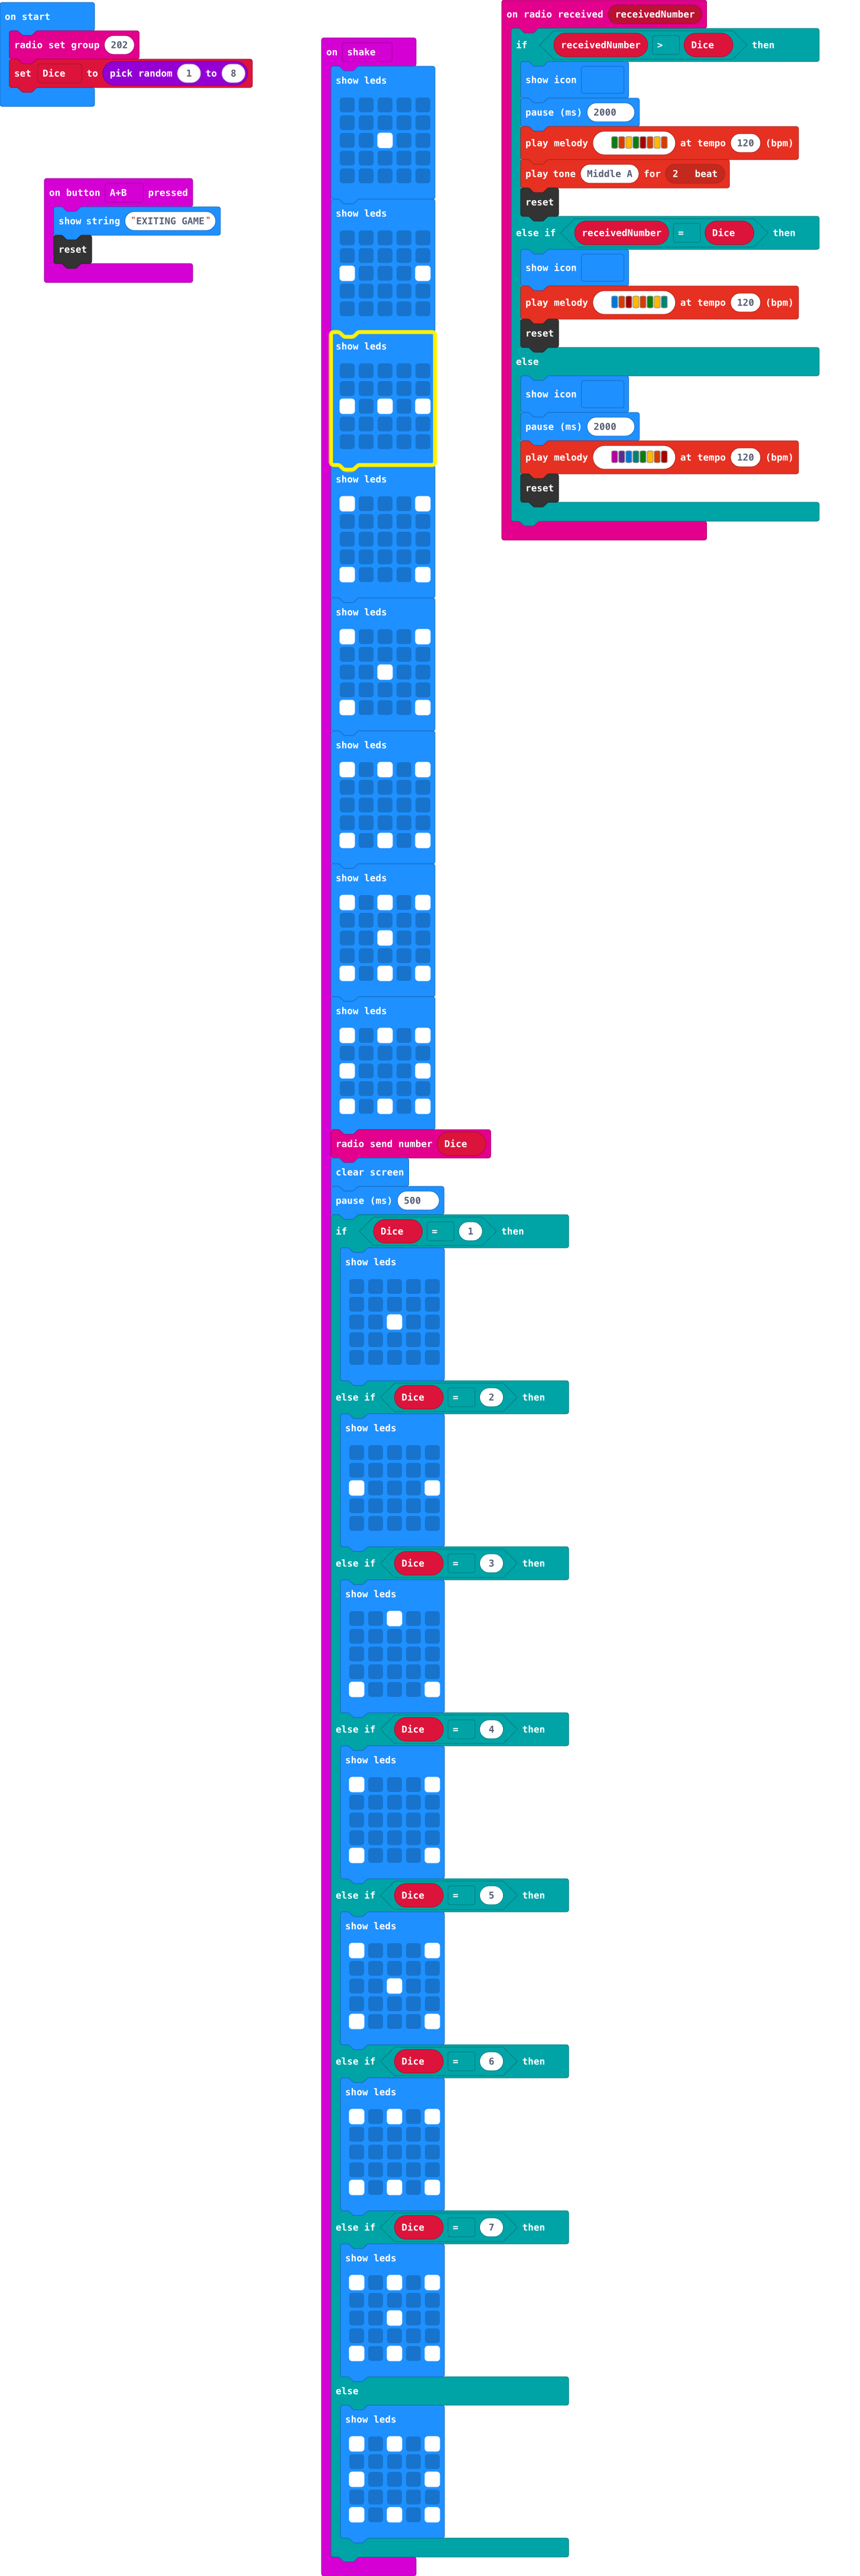 on start
radio set group 202
set Dice to pick random 1 to 8
on button A+B pressed
show string "EXITING GAME"
reset
on shake
show leds
show leds
show leds
show leds
show leds
show leds
show leds
show leds
radio send number Dice
clear screen
pause (ms) 500
if Dice = 1 then
show leds
else if Dice = 2 then
show leds
else if Dice = 3 then
show leds
else if Dice = 4 then
show leds
else if Dice = 5 then
show leds
else if Dice = 6 then
show leds
else if Dice = 7 then
show leds
else
show leds
on radio received receivedNumber
if receivedNumber > Dice then
show icon
pause (ms) 2000
play melody at tempo 120 (bpm)
play tone Middle A for 2 beat
reset
else if receivedNumber = Dice then
show icon
play melody at tempo 120 (bpm)
reset
else
show icon
pause (ms) 2000
play melody at tempo 120 (bpm)
reset